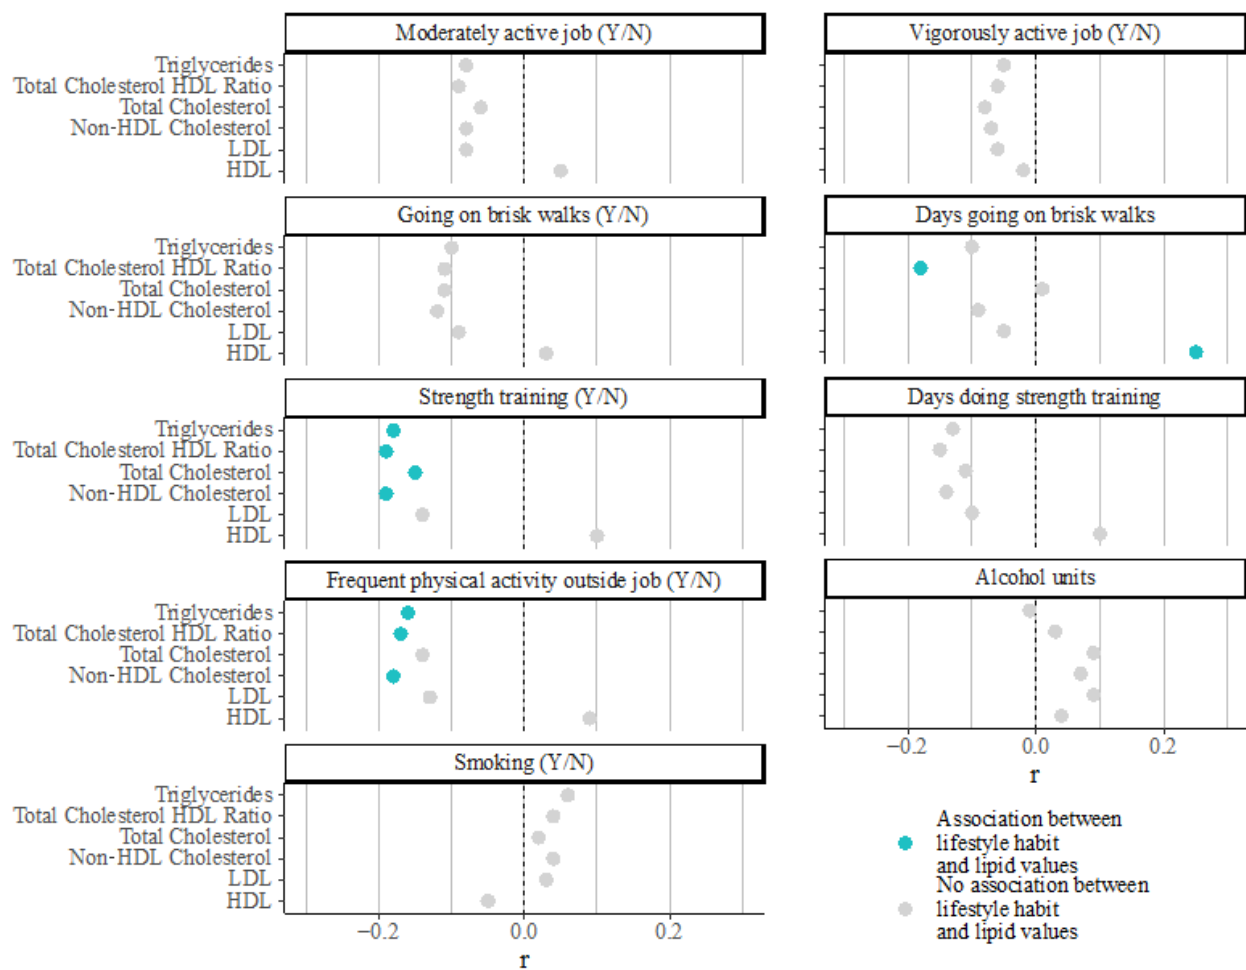 Moderately active job (Y/N)
Triglycerides
Total Cholesterol HDL Ratio
Total Cholesterol
Non-HDL Cholesterol
LDL
HDL
Vigorously active job (Y/N)
Going on brisk walks (Y/N)
Triglycerides
Total Cholesterol HDL Ratio
Total Cholesterol
Non-HDL Cholesterol
LDL
HDL
Days going on brisk walks
Strength training (Y/N)
Triglycerides
Total Cholesterol HDL Ratio
Total Cholesterol
Non-HDL Cholesterol
LDL
HDL
Days doing strength training
Frequent physical activity outside job (Y/N)
Triglycerides
Total Cholesterol HDL Ratio
Total Cholesterol
Non-HDL Cholesterol
LDL
HDL
Alcohol units
−0.2 0.0 0.2
r
Smoking (Y/N)
Triglycerides
Total Cholesterol HDL Ratio
Total Cholesterol
Non-HDL Cholesterol
LDL
HDL
−0.2 0.0 0.2
r
Association between
lifestyle habit
and lipid values
No association between
lifestyle habit
and lipid values